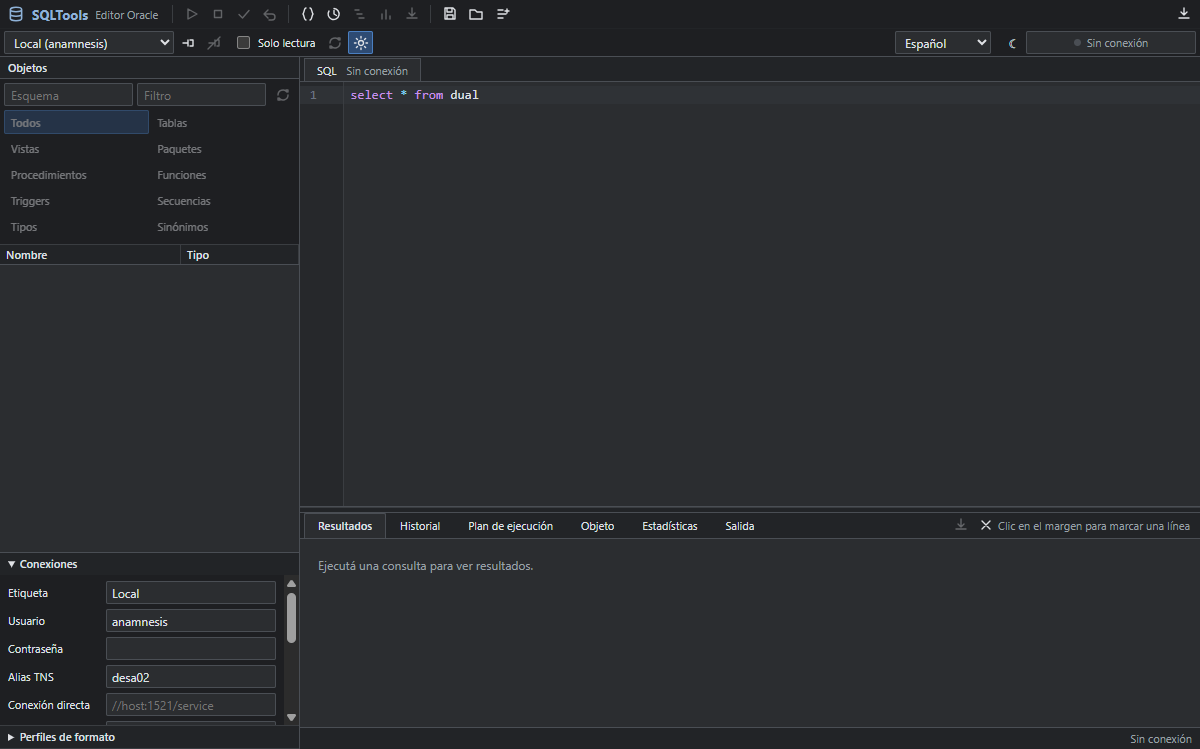 SQLTools Editor Oracle
Local (anamnesis) Solo lectura Español Sin conexión
Objetos
Esquema Filtro
Todos Tablas
Vistas Paquetes
Procedimientos Funciones
Triggers Secuencias
Tipos Sinónimos
Nombre Tipo
Conexiones
Etiqueta Local
Usuario anamnesis
Contraseña
Alias TNS desa02
Conexión directa //host:1521/service
Perfiles de formato
SQL Sin conexión
1 select * from dual
Resultados Historial Plan de ejecución Objeto Estadísticas Salida Clic en el margen para marcar una línea
Ejecutá una consulta para ver resultados.
Sin conexión